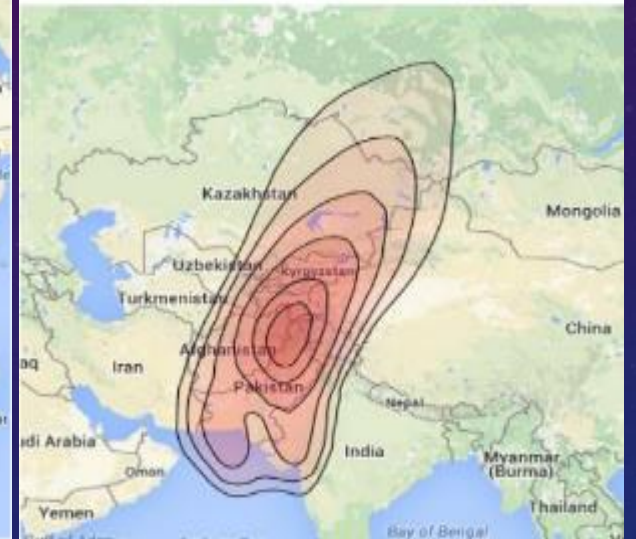 Kazakhstan
Mongolia
Uzbekistan
Kyrgyzstan
Turkmenistan
China
Afghanistan
aq
Iran
Pakistan
Nepal
di Arabia
India
Oman
Myanmar
(Burma)
Yemen
Thailand
Bay of Bengal